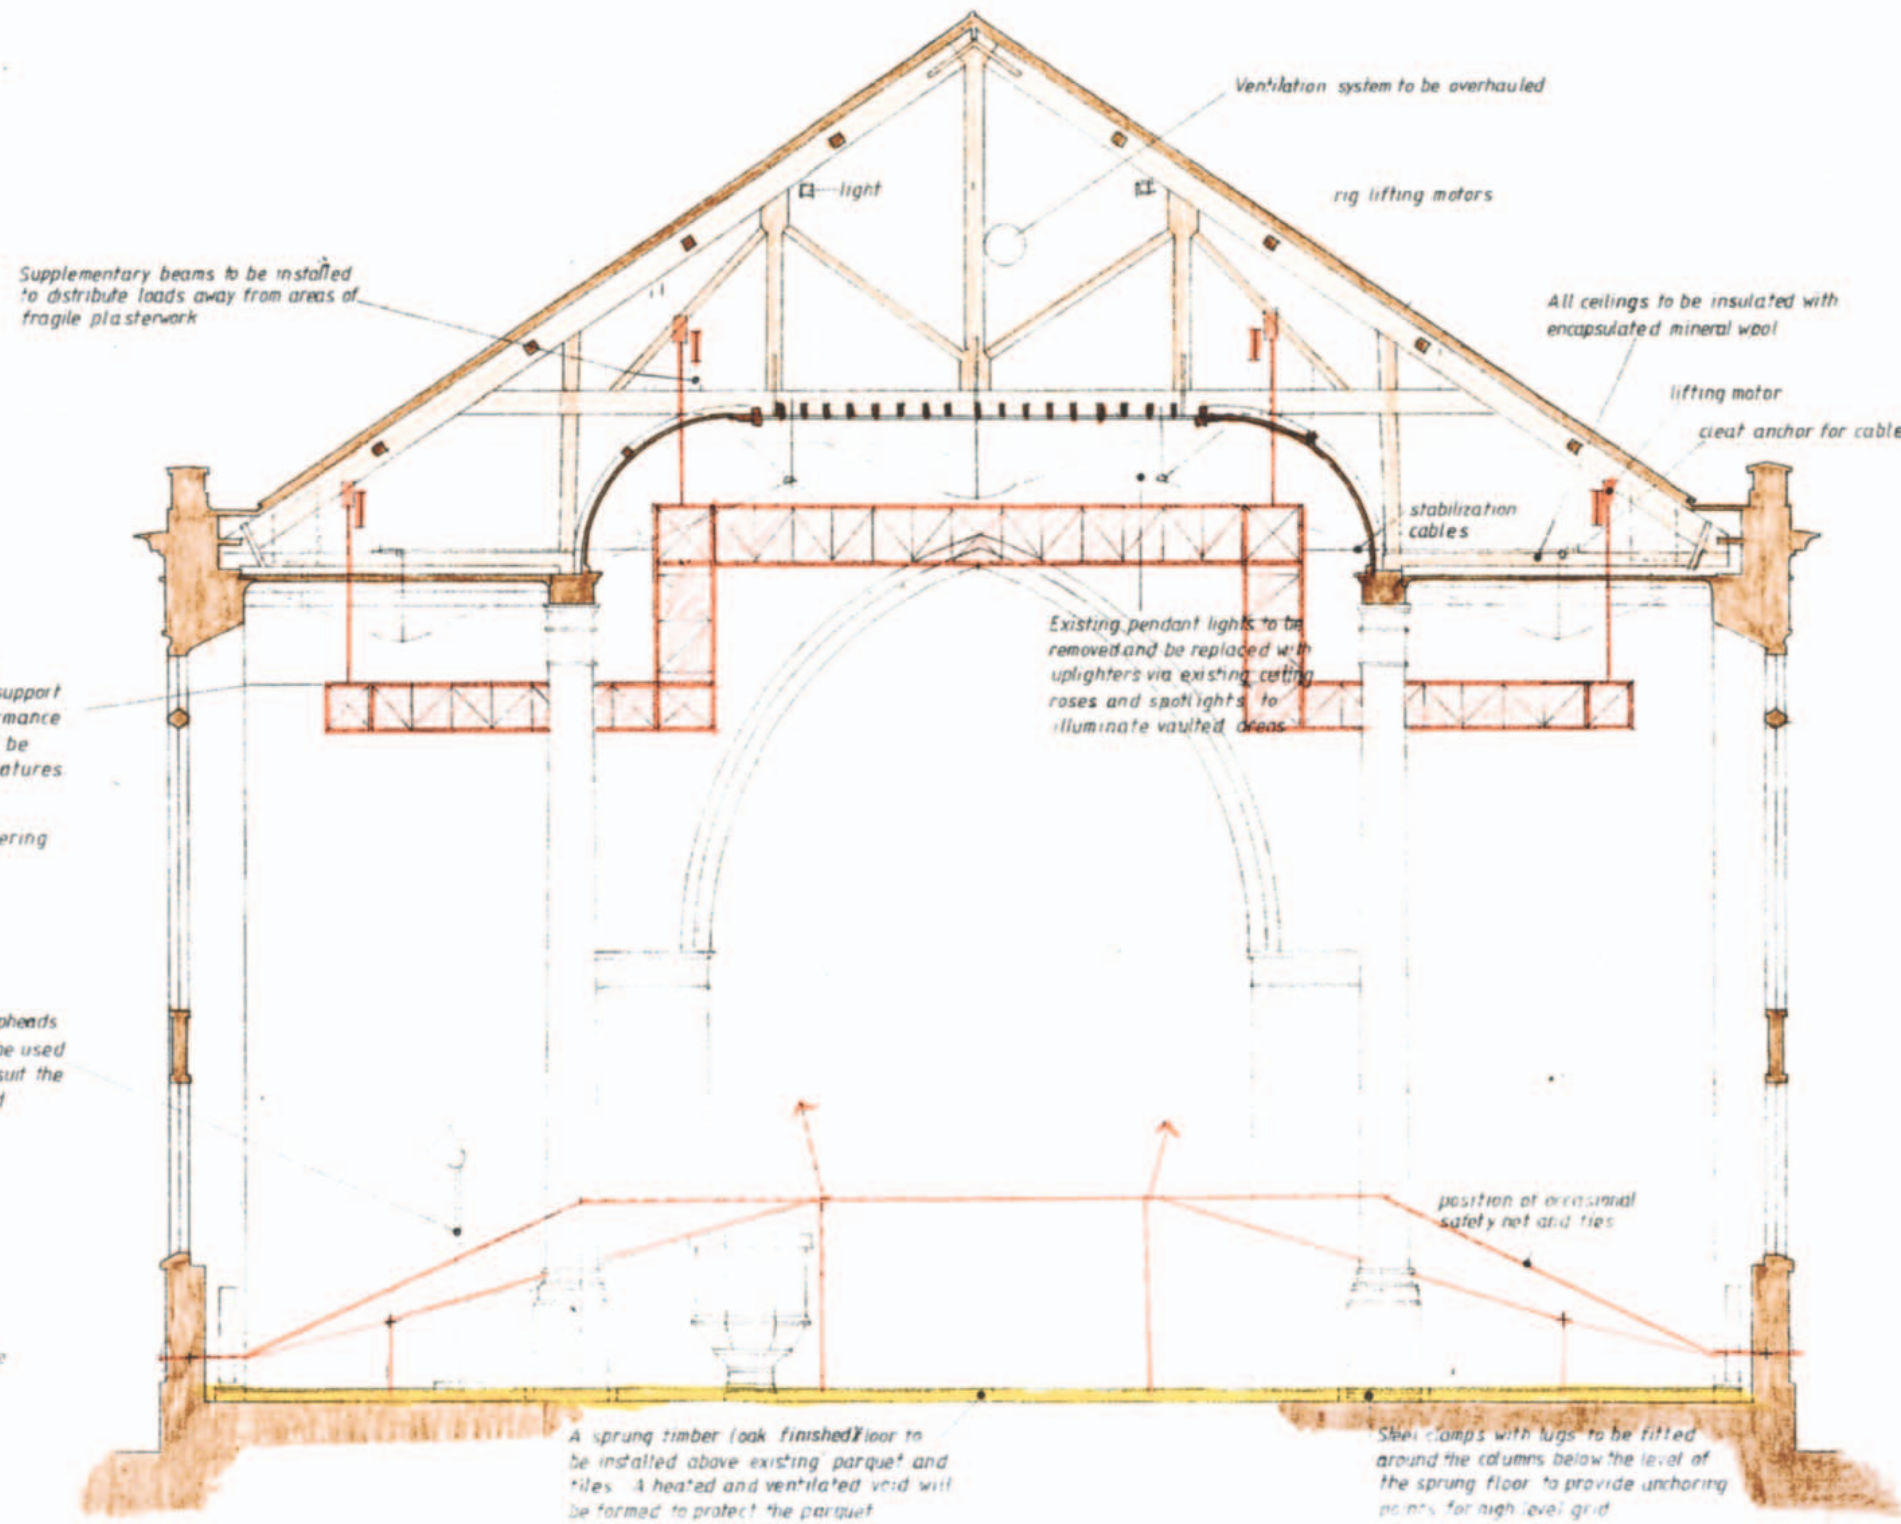 Ventilation system to be overhauled
light
rig lifting motors
Supplementary beams to be installed
to distribute loads away from areas of
fragile plasterwork
All ceilings to be insulated with
encapsulated mineral wool
lifting motor
cleat anchor for cable
stabilization
cables
Existing pendant lights to be
removed and be replaced with
uplighters via existing ceiling
roses and spotlights to
illuminate vaulted areas
support
rmance
be
atures
ering
pheads
be used
suit the
position of occasional
safety net and ties
A sprung timber (oak finished) floor to
be installed above existing parquet and
tiles. A heated and ventilated void will
be formed to protect the parquet
Steel clamps with lugs to be fitted
around the columns below the level of
the sprung floor to provide anchoring
points for high level grid